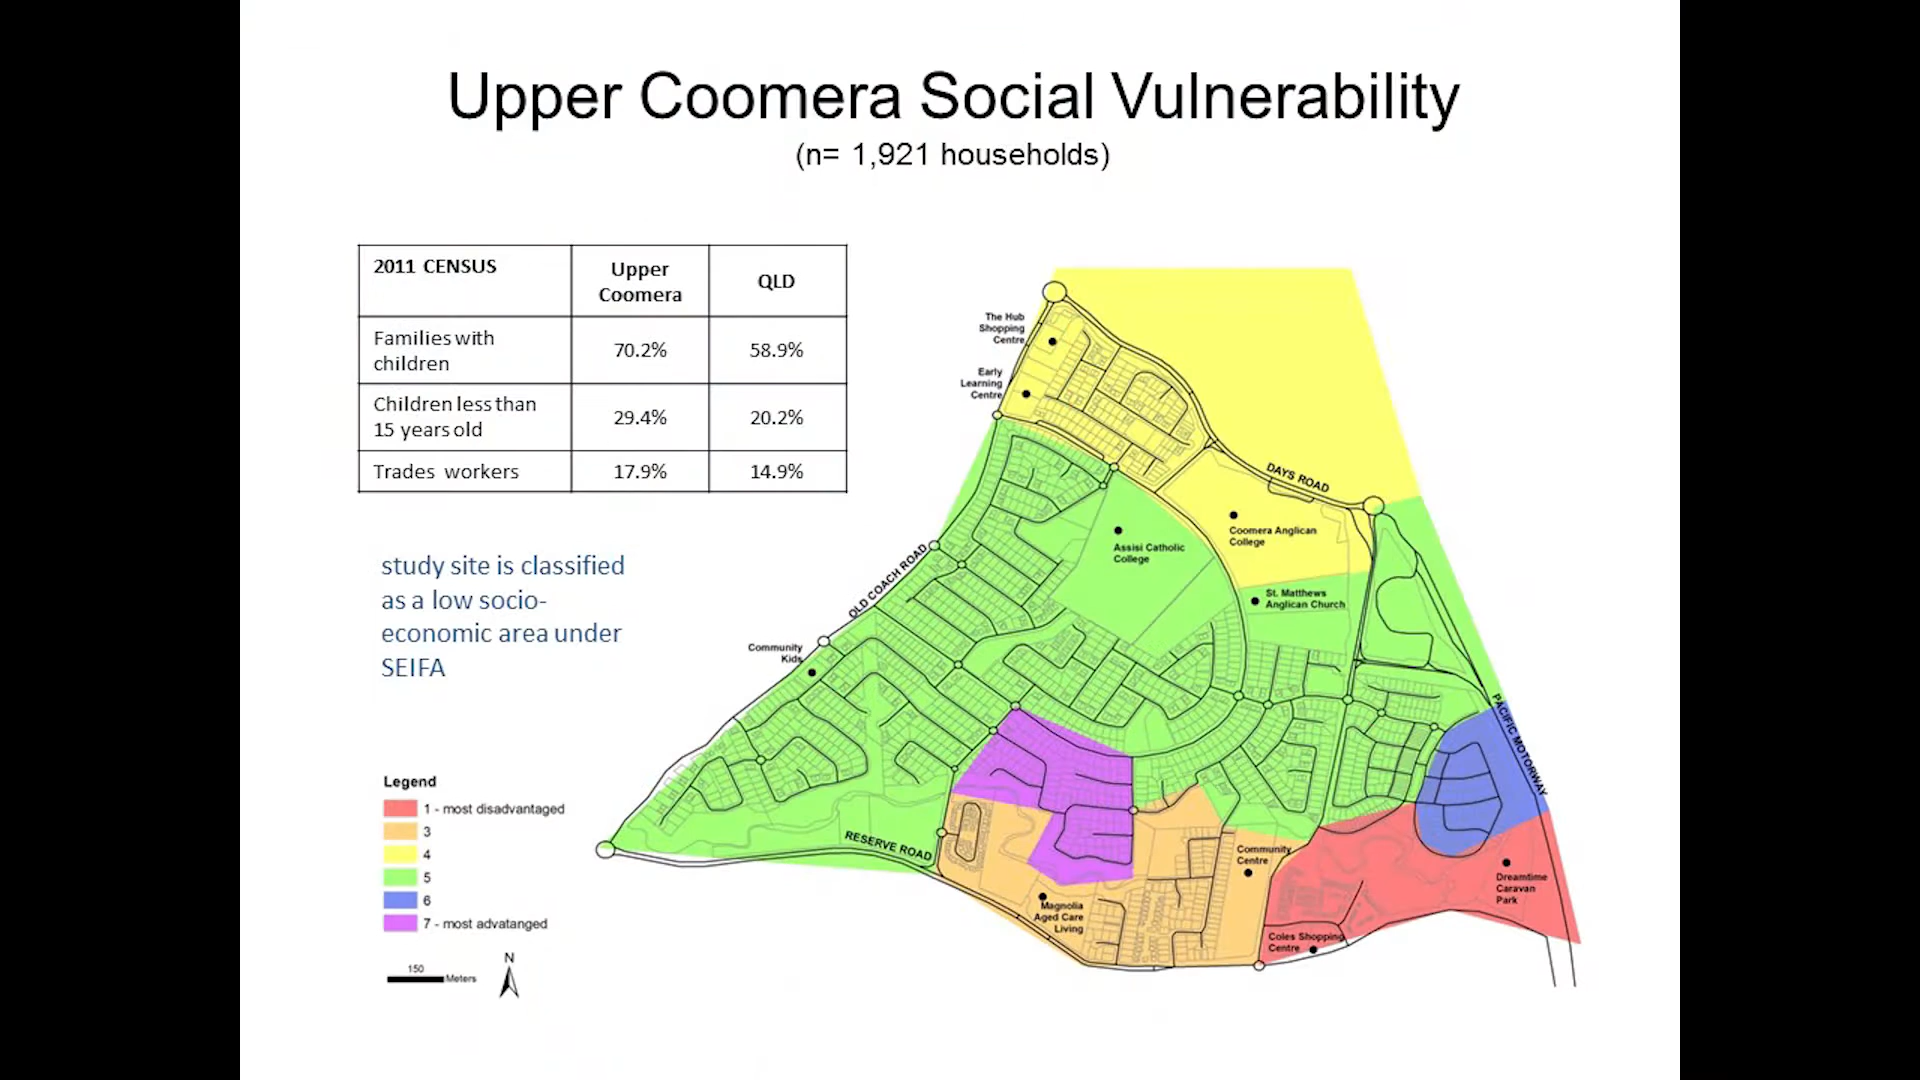 Upper Coomera Social Vulnerability
(n= 1,921 households)
2011 CENSUS
Upper
Coomera
QLD
Families with
children
70.2%
58.9%
Children less than
15 years old
29.4%
20.2%
Trades workers
17.9%
14.9%
study site is classified
as a low socio-
economic area under
SEIFA
The Hub
Shopping
Centre
Early
Learning
Centre
DAYS ROAD
Coomera Anglican
College
Assisi Catholic
College
OLD COACH ROAD
St. Matthews
Anglican Church
Community
Kids
PACIFIC MOTORWAY
RESERVE ROAD
Community
Centre
Dreamtime
Caravan
Park
Magnolia
Aged Care
Living
Coles Shopping
Centre
Legend
1 - most disadvantaged
3
4
5
6
7 - most advatanged
150
Meters
N